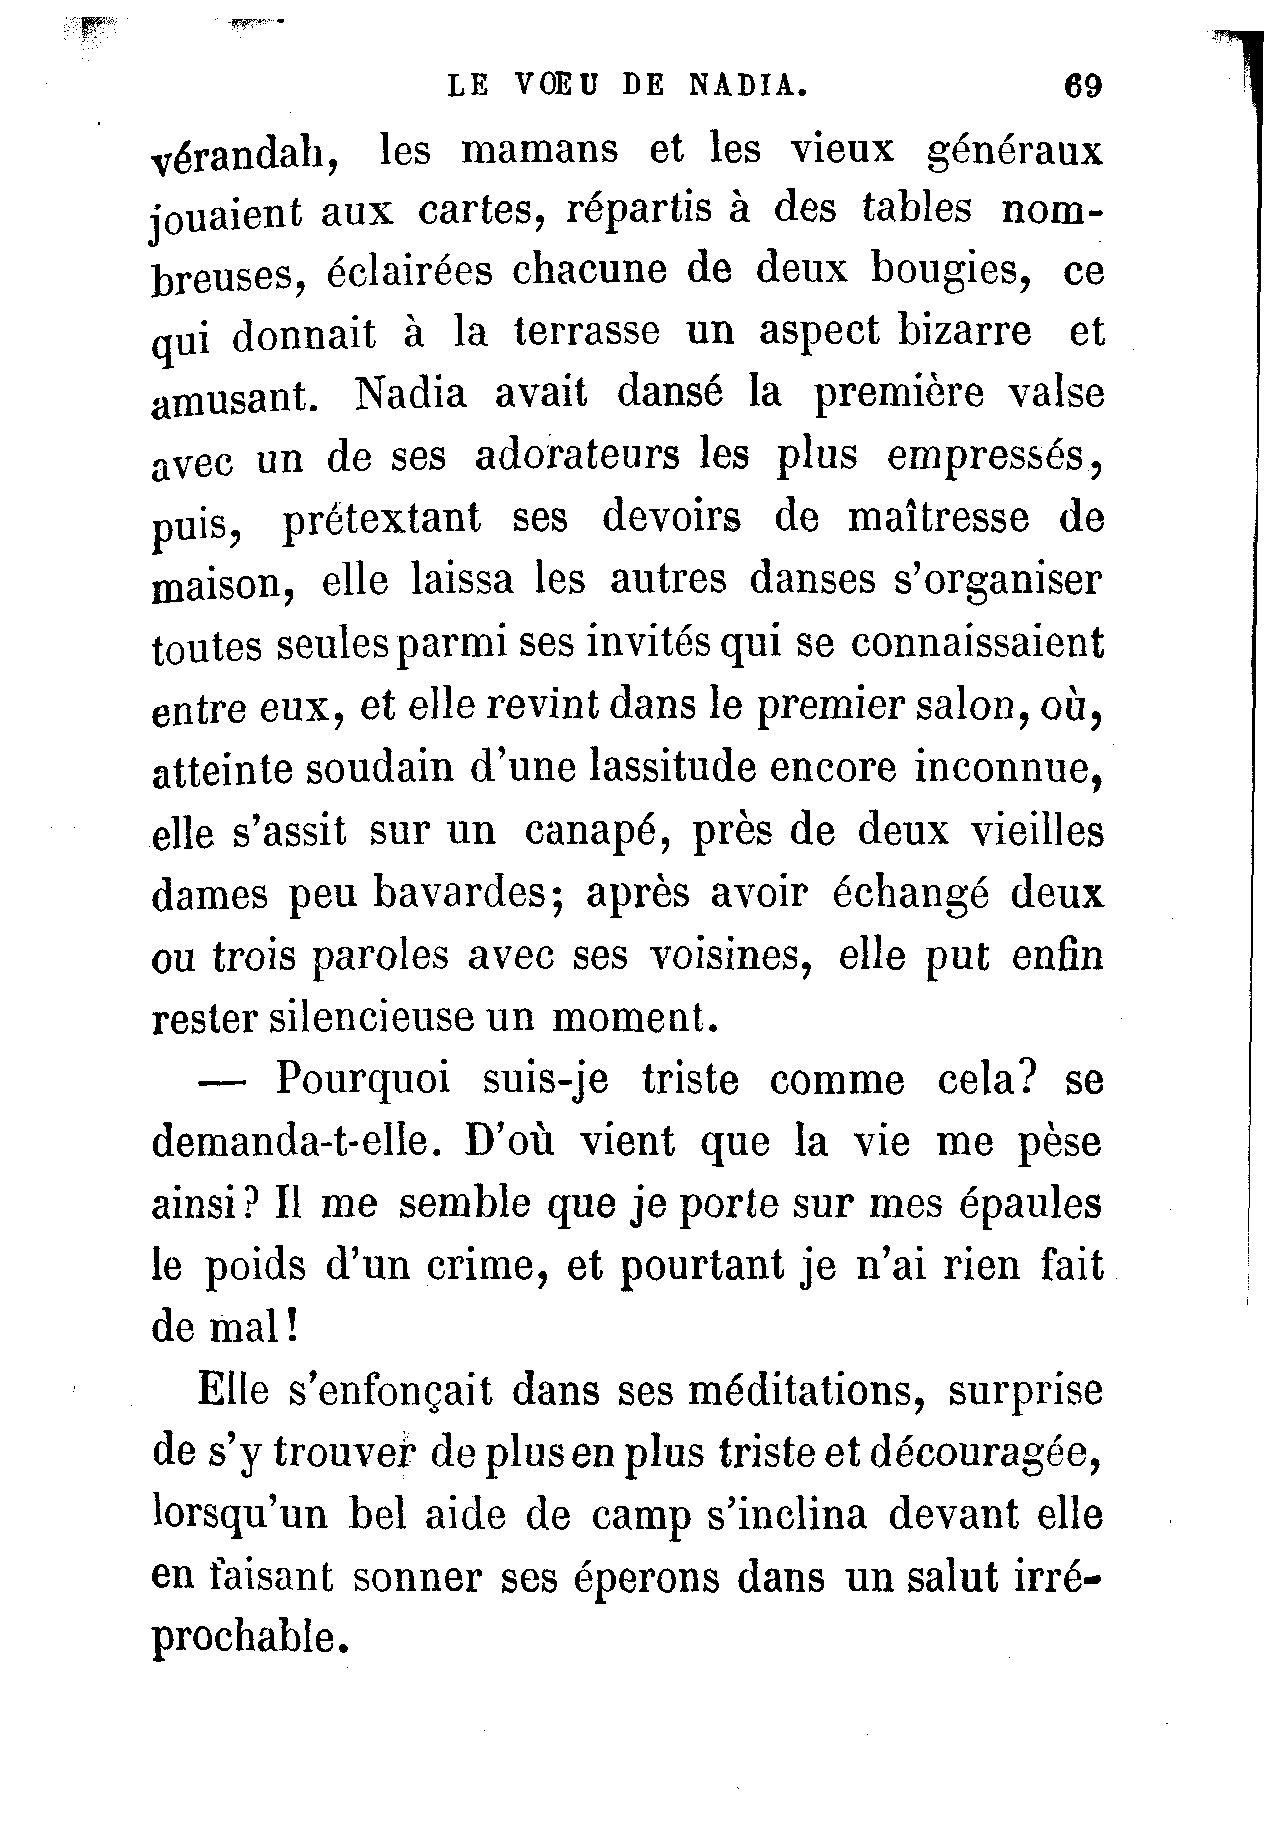 LE VŒU DE NADIA. 69
vérandah, les mamans et les vieux généraux
jouaient aux cartes, répartis à des tables nom-
breuses, éclairées chacune de deux bougies, ce
qui donnait à la terrasse un aspect bizarre et
amusant. Nadia avait dansé la première valse
avec un de ses adorateurs les plus empressés,
puis, prétextant ses devoirs de maîtresse de
maison, elle laissa les autres danses s'organiser
toutes seules parmi ses invités qui se connaissaient
entre eux, et elle revint dans le premier salon, où,
atteinte soudain d'une lassitude encore inconnue,
elle s'assit sur un canapé, près de deux vieilles
dames peu bavardes; après avoir échangé deux
ou trois paroles avec ses voisines, elle put enfin
rester silencieuse un moment.
— Pourquoi suis-je triste comme cela? se
demanda-t-elle. D'où vient que la vie me pèse
ainsi? Il me semble que je porte sur mes épaules
le poids d'un crime, et pourtant je n'ai rien fait
de mal!
Elle s'enfonçait dans ses méditations, surprise
de s'y trouver de plus en plus triste et découragée,
lorsqu'un bel aide de camp s'inclina devant elle
en faisant sonner ses éperons dans un salut irré-
prochable.